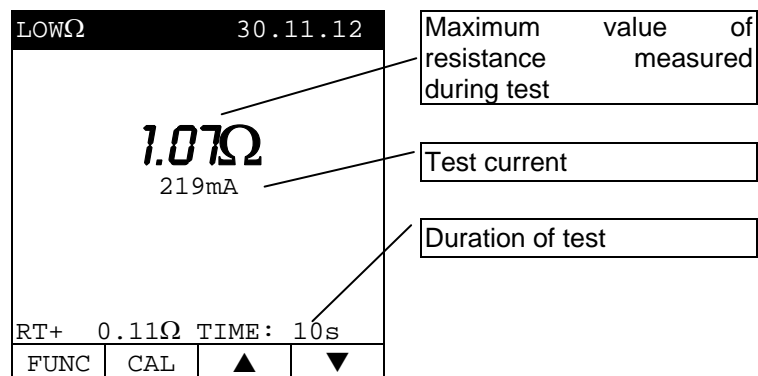 LOWΩ 30.11.12
1.07Ω
219mA
RT+ 0.11Ω TIME: 10s
FUNC CAL ▲ ▼
Maximum value of
resistance measured
during test
Test current
Duration of test